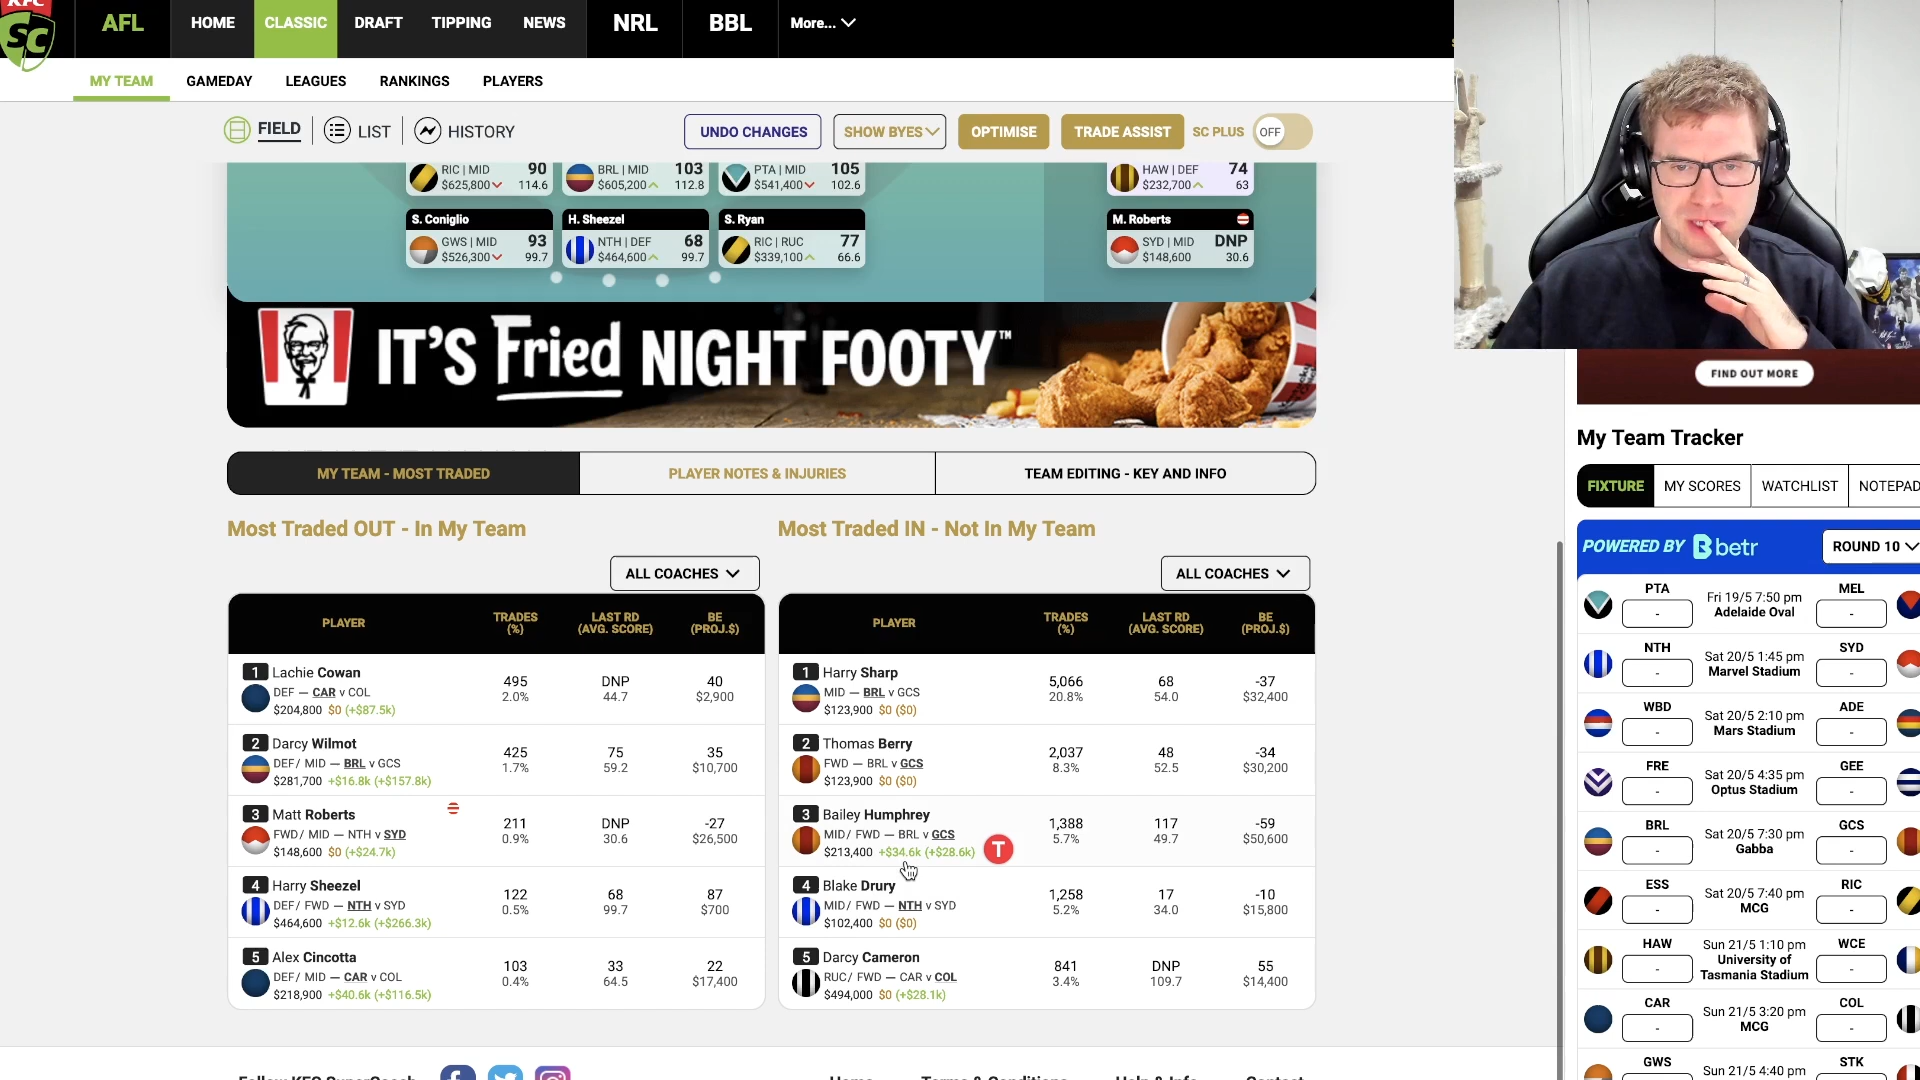 KFC
SC
AFL
HOME
CLASSIC
DRAFT
TIPPING
NEWS
NRL
BBL
More...
MY TEAM
GAMEDAY
LEAGUES
RANKINGS
PLAYERS
FIELD
LIST
HISTORY
UNDO CHANGES
SHOW BYES
OPTIMISE
TRADE ASSIST
SC PLUS
OFF
RIC | MID 90
$625,800 114.6
BRL | MID 103
$605,200 112.8
PTA | MID 105
$541,400 102.6
HAW | DEF 74
$232,700 63
S. Coniglio
GWS | MID 93
$526,300 99.7
H. Sheezel
NTH | DEF 68
$464,600 99.7
S. Ryan
RIC | RUC 77
$339,100 66.6
M. Roberts
SYD | MID DNP
$148,600 30.6
IT'S Fried NIGHT FOOTY™
MY TEAM - MOST TRADED
PLAYER NOTES & INJURIES
TEAM EDITING - KEY AND INFO
Most Traded OUT - In My Team
ALL COACHES
PLAYER TRADES (%) LAST RD (AVG. SCORE) BE (PROJ.$)
1 Lachie Cowan 495 DNP 40
DEF — CAR v COL 2.0% 44.7 $2,900
$204,800 $0 (+$87.5k)
2 Darcy Wilmot 425 75 35
DEF/ MID — BRL v GCS 1.7% 59.2 $10,700
$281,700 +$16.8k (+$157.8k)
3 Matt Roberts 211 DNP -27
FWD/ MID — NTH v SYD 0.9% 30.6 $26,500
$148,600 $0 (+$24.7k)
4 Harry Sheezel 122 68 87
DEF/ FWD — NTH v SYD 0.5% 99.7 $700
$464,600 +$12.6k (+$266.3k)
5 Alex Cincotta 103 33 22
DEF/ MID — CAR v COL 0.4% 64.5 $17,400
$218,900 +$40.6k (+$116.5k)
Most Traded IN - Not In My Team
ALL COACHES
PLAYER TRADES (%) LAST RD (AVG. SCORE) BE (PROJ.$)
1 Harry Sharp 5,066 68 -37
MID — BRL v GCS 20.8% 54.0 $32,400
$123,900 $0 ($0)
2 Thomas Berry 2,037 48 -34
FWD — BRL v GCS 8.3% 52.5 $30,200
$123,900 $0 ($0)
3 Bailey Humphrey 1,388 117 -59
MID/ FWD — BRL v GCS 5.7% 49.7 $50,600
$213,400 +$34.6k (+$28.6k) T
4 Blake Drury 1,258 17 -10
MID/ FWD — NTH v SYD 5.2% 34.0 $15,800
$102,400 $0 ($0)
5 Darcy Cameron 841 DNP 55
RUC/ FWD — CAR v COL 3.4% 109.7 $14,400
$494,000 $0 (+$28.1k)
FIND OUT MORE
My Team Tracker
FIXTURE
MY SCORES
WATCHLIST
NOTEPAD
POWERED BY betr
ROUND 10
PTA Fri 19/5 7:50 pm MEL
- Adelaide Oval -
NTH Sat 20/5 1:45 pm SYD
- Marvel Stadium -
WBD Sat 20/5 2:10 pm ADE
- Mars Stadium -
FRE Sat 20/5 4:35 pm GEE
- Optus Stadium -
BRL Sat 20/5 7:30 pm GCS
- Gabba -
ESS Sat 20/5 7:40 pm RIC
- MCG -
HAW Sun 21/5 1:10 pm WCE
- University of Tasmania Stadium -
CAR Sun 21/5 3:20 pm COL
- MCG -
GWS Sun 21/5 4:40 pm STK
Follow KFC SuperCoach
Home
Terms & Conditions
Help & Info
Contact